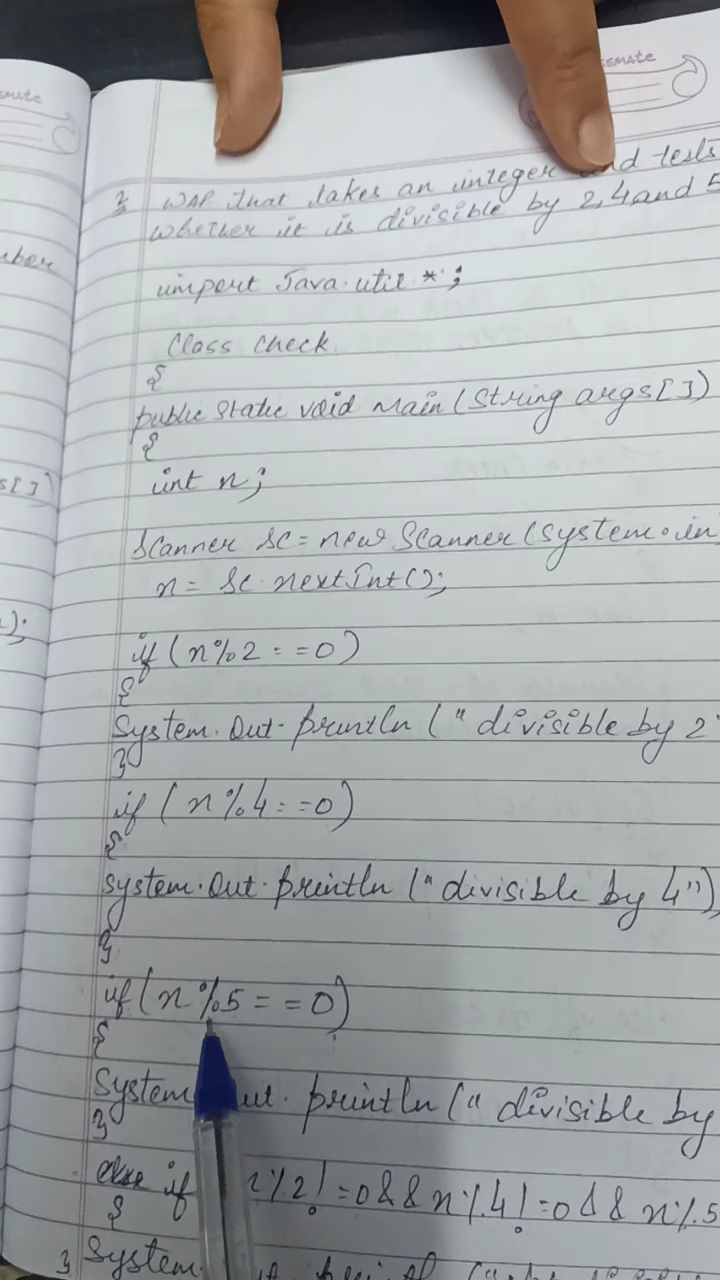 2 WAP that takes an integer and tests
whether it is divisible by 2, 4 and 5
import Java.util.*;
Class Check.
{
public static void main (String args[])
{
int n;
Scanner sc = new Scanner (System.in
n = sc.nextInt();
if (n%2==0)
{
System.out.println ("divisible by 2"
}
if (n%4==0)
{
System.out.println ("divisible by 4")
}
if (n%5==0)
{
System. println ("divisible by
}
else if %2!=0&&n%4!=0&& n%5
{
} System